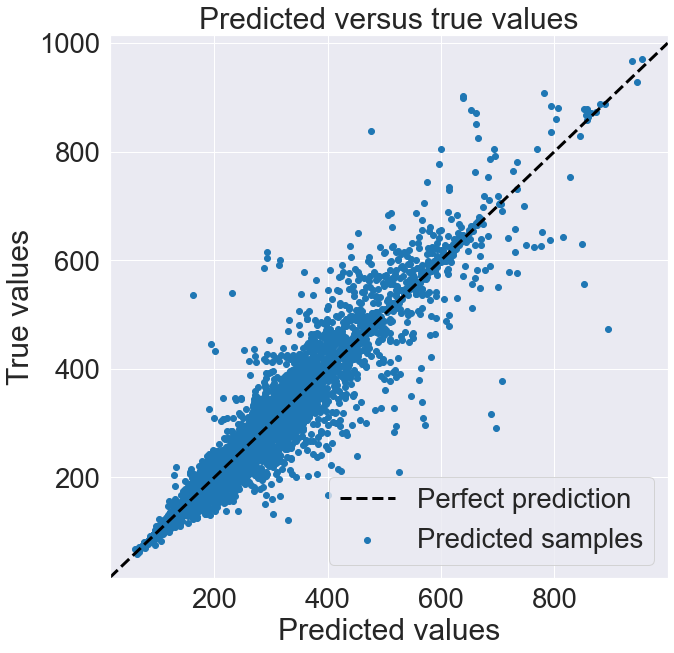 Predicted versus true values
1000
800
600
400
200
True values
Perfect prediction
Predicted samples
200 400 600 800
Predicted values